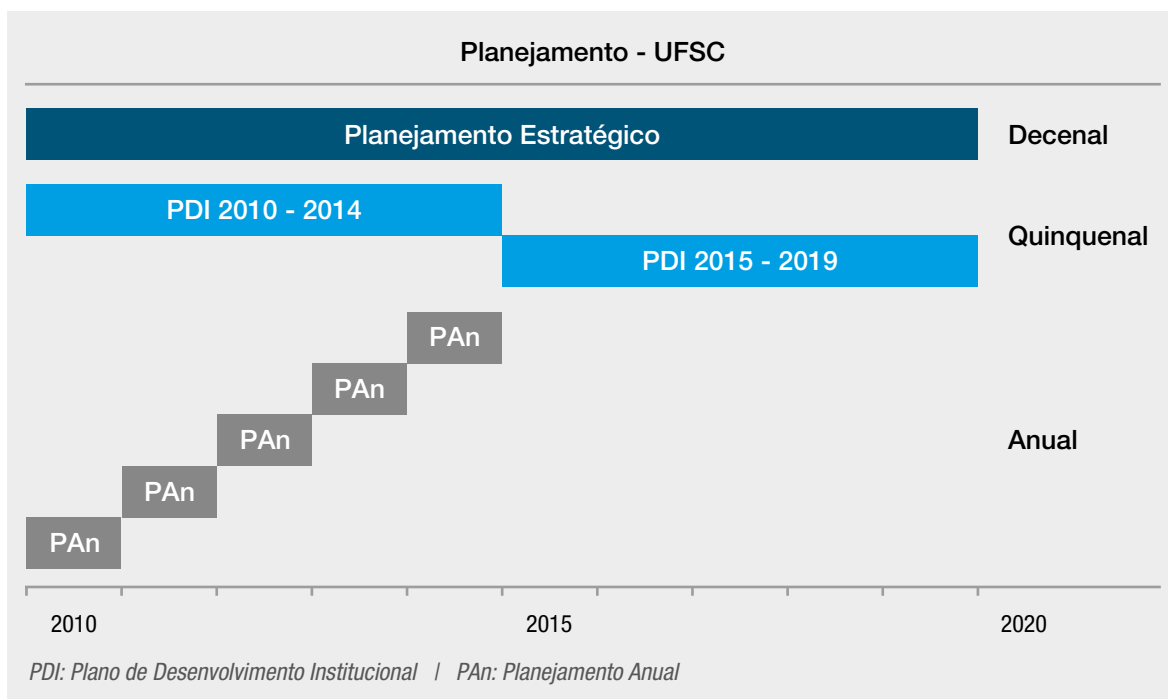 Planejamento - UFSC
Planejamento Estratégico
Decenal
PDI 2010 - 2014
Quinquenal
PDI 2015 - 2019
PAn
PAn
PAn
Anual
PAn
PAn
2010
2015
2020
PDI: Plano de Desenvolvimento Institucional | PAn: Planejamento Anual